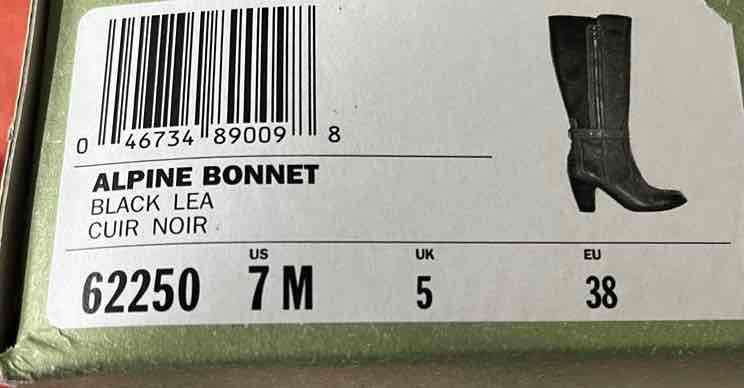 0 46734 89009 8
ALPINE BONNET
BLACK LEA
CUIR NOIR
US UK EU
62250 7 M 5 38